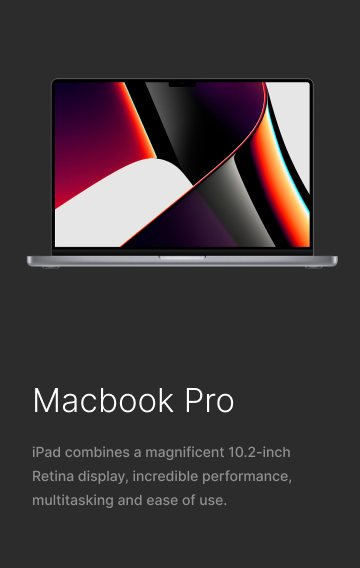 Macbook Pro
iPad combines a magnificent 10.2-inch
Retina display, incredible performance,
multitasking and ease of use.